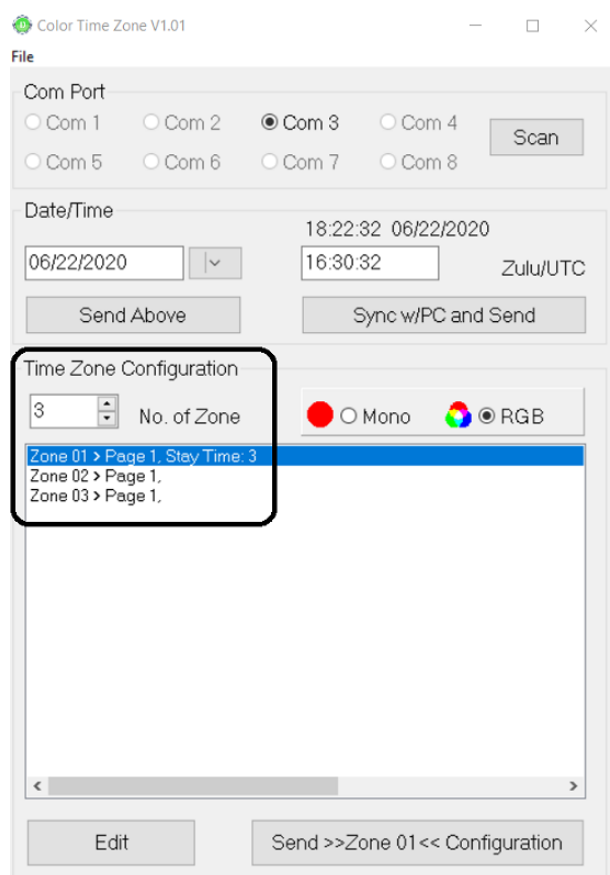 Color Time Zone V1.01
File
Com Port
Com 1 Com 2 Com 3 Com 4
Scan
Com 5 Com 6 Com 7 Com 8
Date/Time
18:22:32 06/22/2020
06/22/2020 16:30:32 Zulu/UTC
Send Above Sync w/PC and Send
Time Zone Configuration
3 No. of Zone Mono RGB
Zone 01 > Page 1, Stay Time: 3
Zone 02 > Page 1,
Zone 03 > Page 1,
Edit Send >>Zone 01<< Configuration